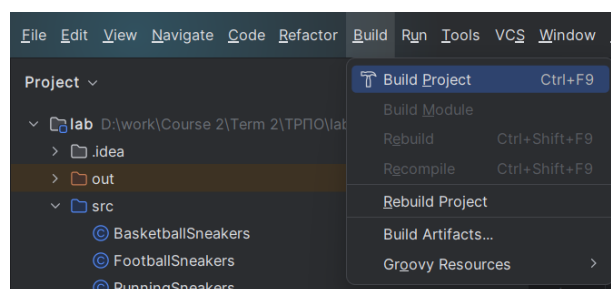 File Edit View Navigate Code Refactor Build Run Tools VCS Window
Project
Build Project Ctrl+F9
lab D:\work\Course 2\Term 2\ТРПО\lab
Build Module
.idea
Rebuild Ctrl+Shift+F9
out
Recompile Ctrl+Shift+F9
src
Rebuild Project
BasketballSneakers
Build Artifacts...
FootballSneakers
Groovy Resources
RunningSneakers